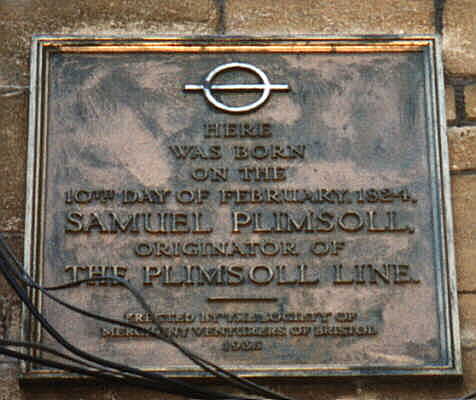 HERE
WAS BORN
ON THE
10TH DAY OF FEBRUARY, 1824,
SAMUEL PLIMSOLL,
ORIGINATOR OF
THE PLIMSOLL LINE.
ERECTED BY THE SOCIETY OF
MERCHANT VENTURERS OF BRISTOL